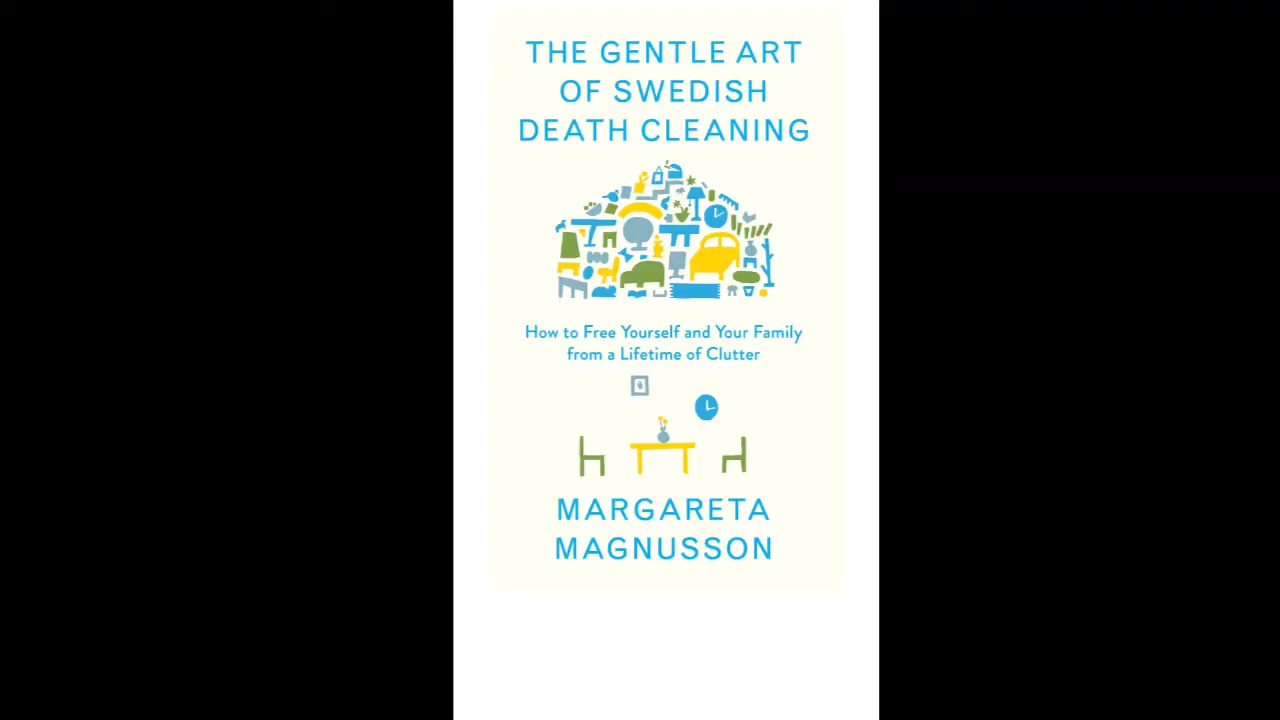 THE GENTLE ART
OF SWEDISH
DEATH CLEANING
How to Free Yourself and Your Family
from a Lifetime of Clutter
MARGARETA
MAGNUSSON